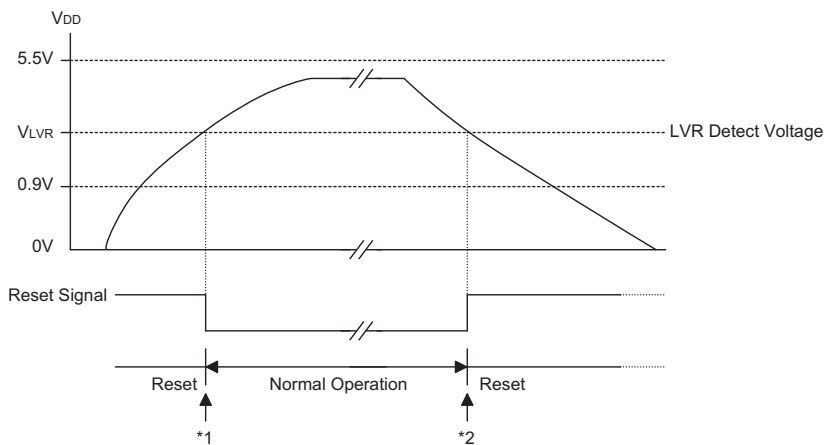 VDD
5.5V
VLVR
LVR Detect Voltage
0.9V
0V
Reset Signal
Reset
Normal Operation
Reset
*1
*2